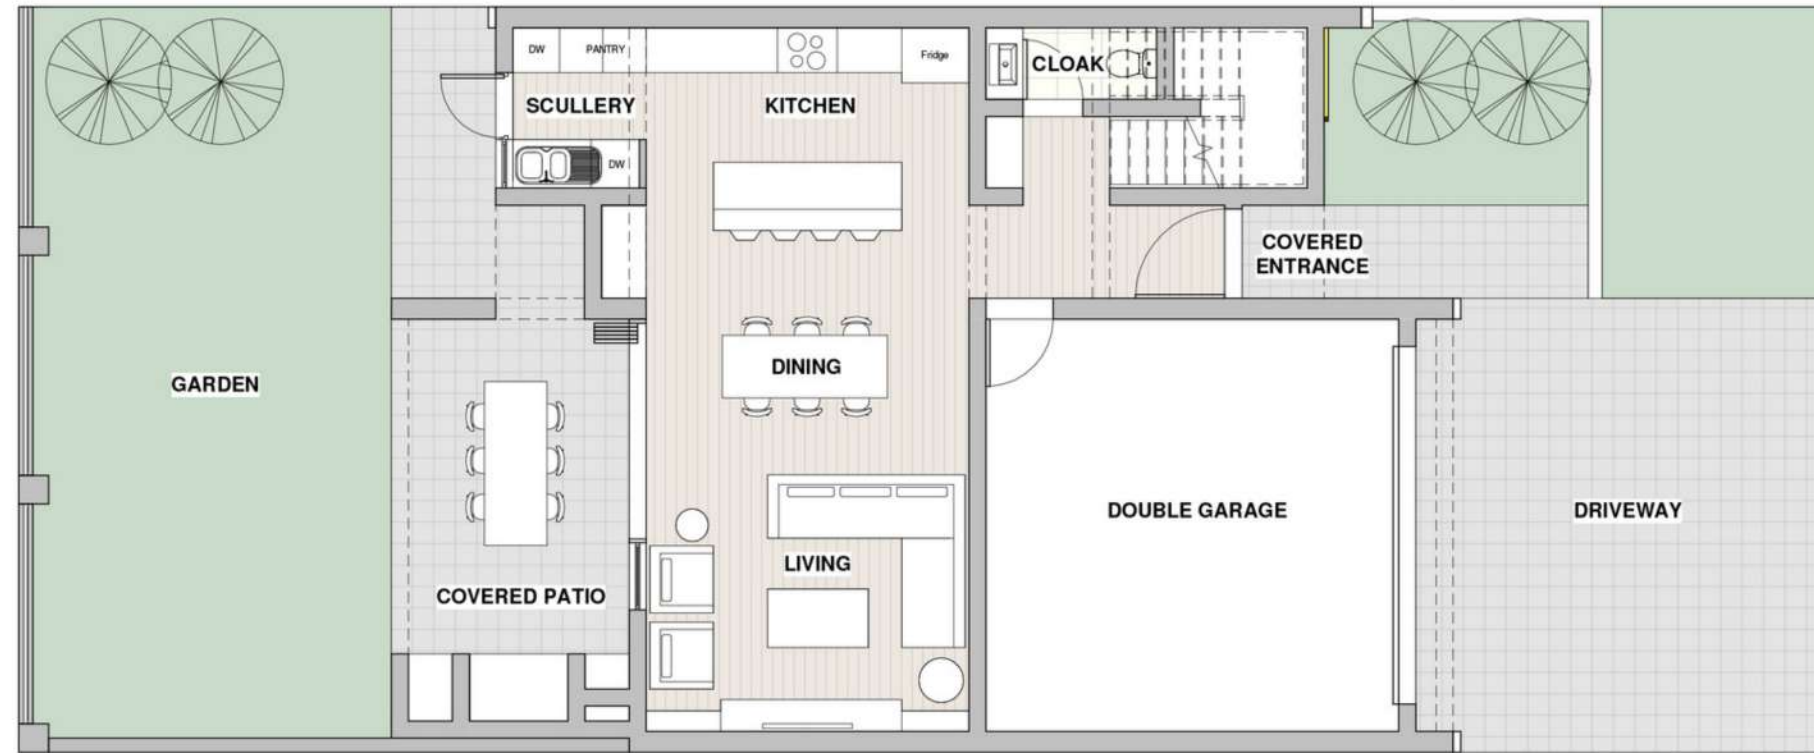 DW
PANTRY
Fridge
CLOAK
SCULLERY
KITCHEN
DW
COVERED
ENTRANCE
DINING
GARDEN
DOUBLE GARAGE
DRIVEWAY
LIVING
COVERED PATIO